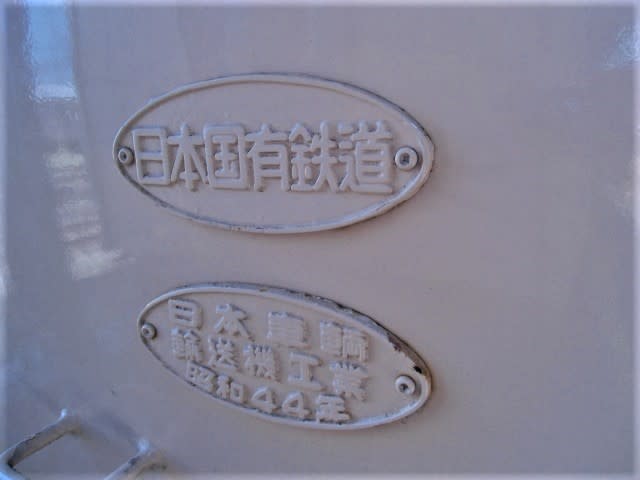 日本国有鉄道
日本車輌
輸送機工業
昭和44年